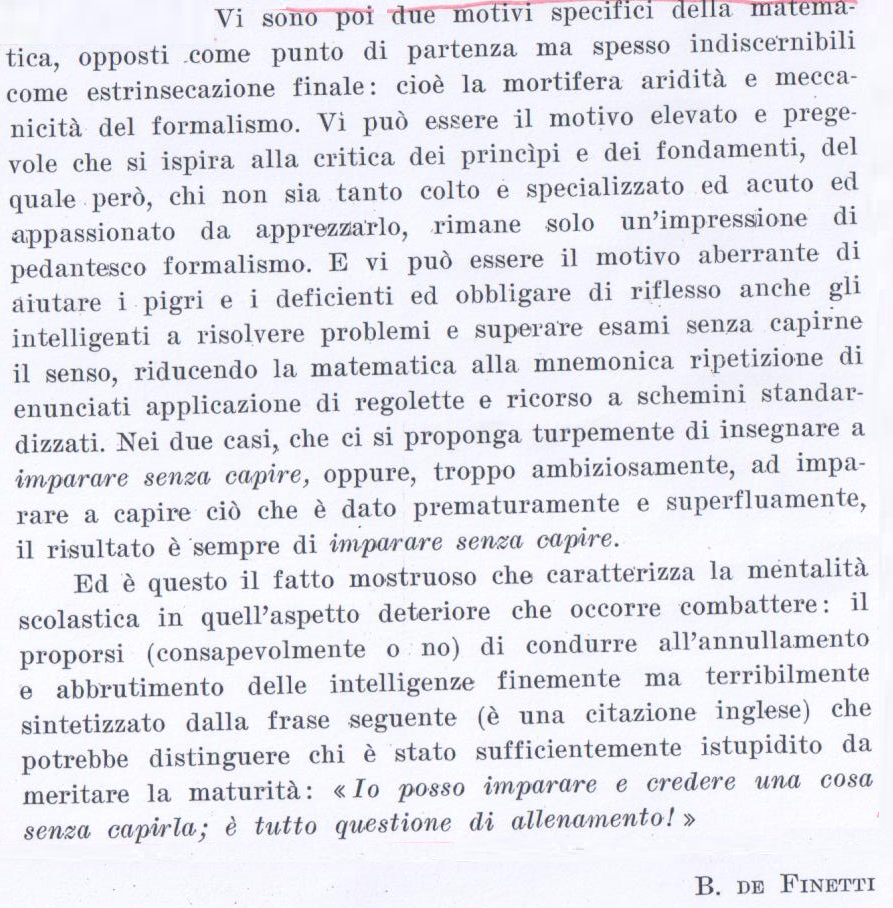 Vi sono poi due motivi specifici della matema-
tica, opposti come punto di partenza ma spesso indiscernibili
come estrinsecazione finale: cioè la mortifera aridità e mecca-
nicità del formalismo. Vi può essere il motivo elevato e prege-
vole che si ispira alla critica dei princìpi e dei fondamenti, del
quale però, chi non sia tanto colto e specializzato ed acuto ed
appassionato da apprezzarlo, rimane solo un'impressione di
pedantesco formalismo. E vi può essere il motivo aberrante di
aiutare i pigri e i deficienti ed obbligare di riflesso anche gli
intelligenti a risolvere problemi e superare esami senza capirne
il senso, riducendo la matematica alla mnemonica ripetizione di
enunciati applicazione di regolette e ricorso a schemini standar-
dizzati. Nei due casi, che ci si proponga turpemente di insegnare a
imparare senza capire, oppure, troppo ambiziosamente, ad impa-
rare a capire ciò che è dato prematuramente e superfluamente,
il risultato è sempre di imparare senza capire.
Ed è questo il fatto mostruoso che caratterizza la mentalità
scolastica in quell'aspetto deteriore che occorre combattere: il
proporsi (consapevolmente o no) di condurre all'annullamento
e abbrutimento delle intelligenze finemente ma terribilmente
sintetizzato dalla frase seguente (è una citazione inglese) che
potrebbe distinguere chi è stato sufficientemente istupidito da
meritare la maturità: «Io posso imparare e credere una cosa
senza capirla; è tutto questione di allenamento!»
B. DE FINETTI